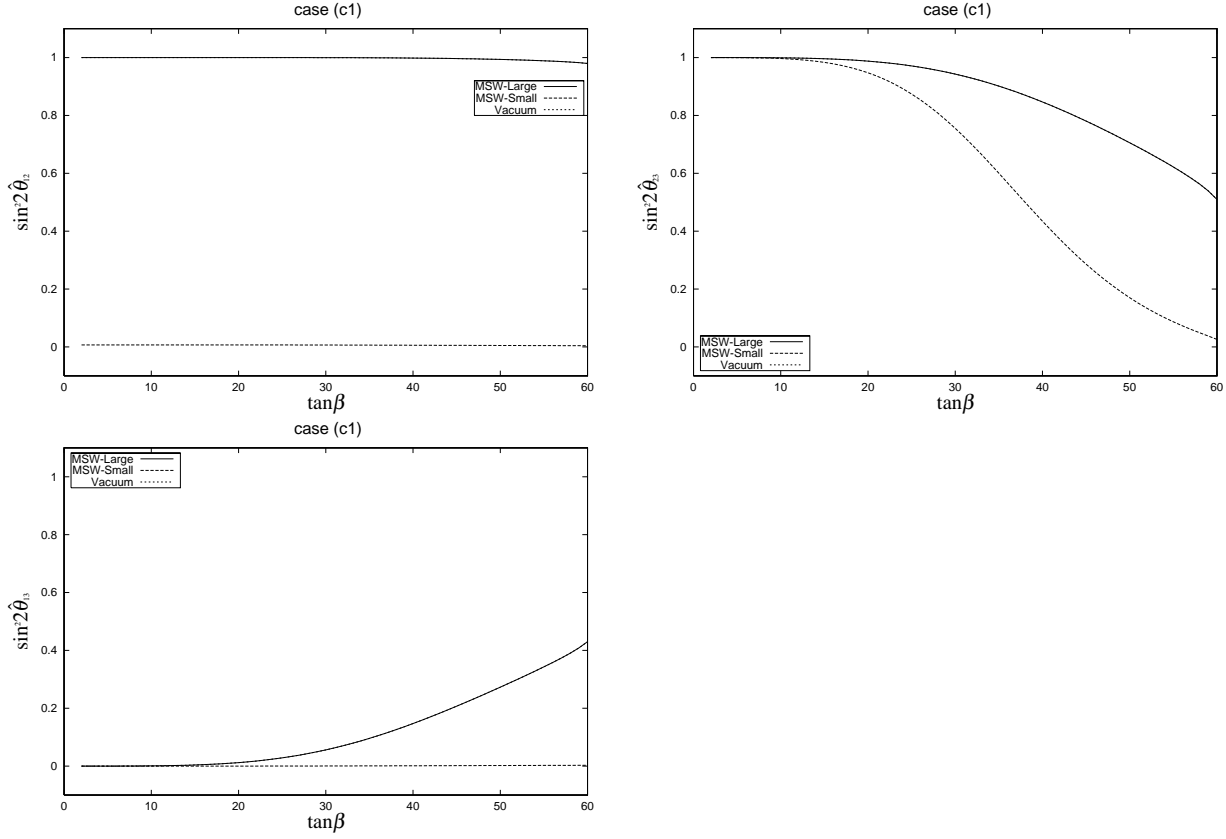 case (c1)
1
0.8
0.6
0.4
0.2
0
sin²2θ̂₁₂
MSW-Large
MSW-Small
Vacuum
0 10 20 30 40 50 60
tanβ
case (c1)
1
0.8
0.6
0.4
0.2
0
sin²2θ̂₂₃
MSW-Large
MSW-Small
Vacuum
0 10 20 30 40 50 60
tanβ
case (c1)
MSW-Large
MSW-Small
Vacuum
1
0.8
0.6
0.4
0.2
0
sin²2θ̂₁₃
0 10 20 30 40 50 60
tanβ